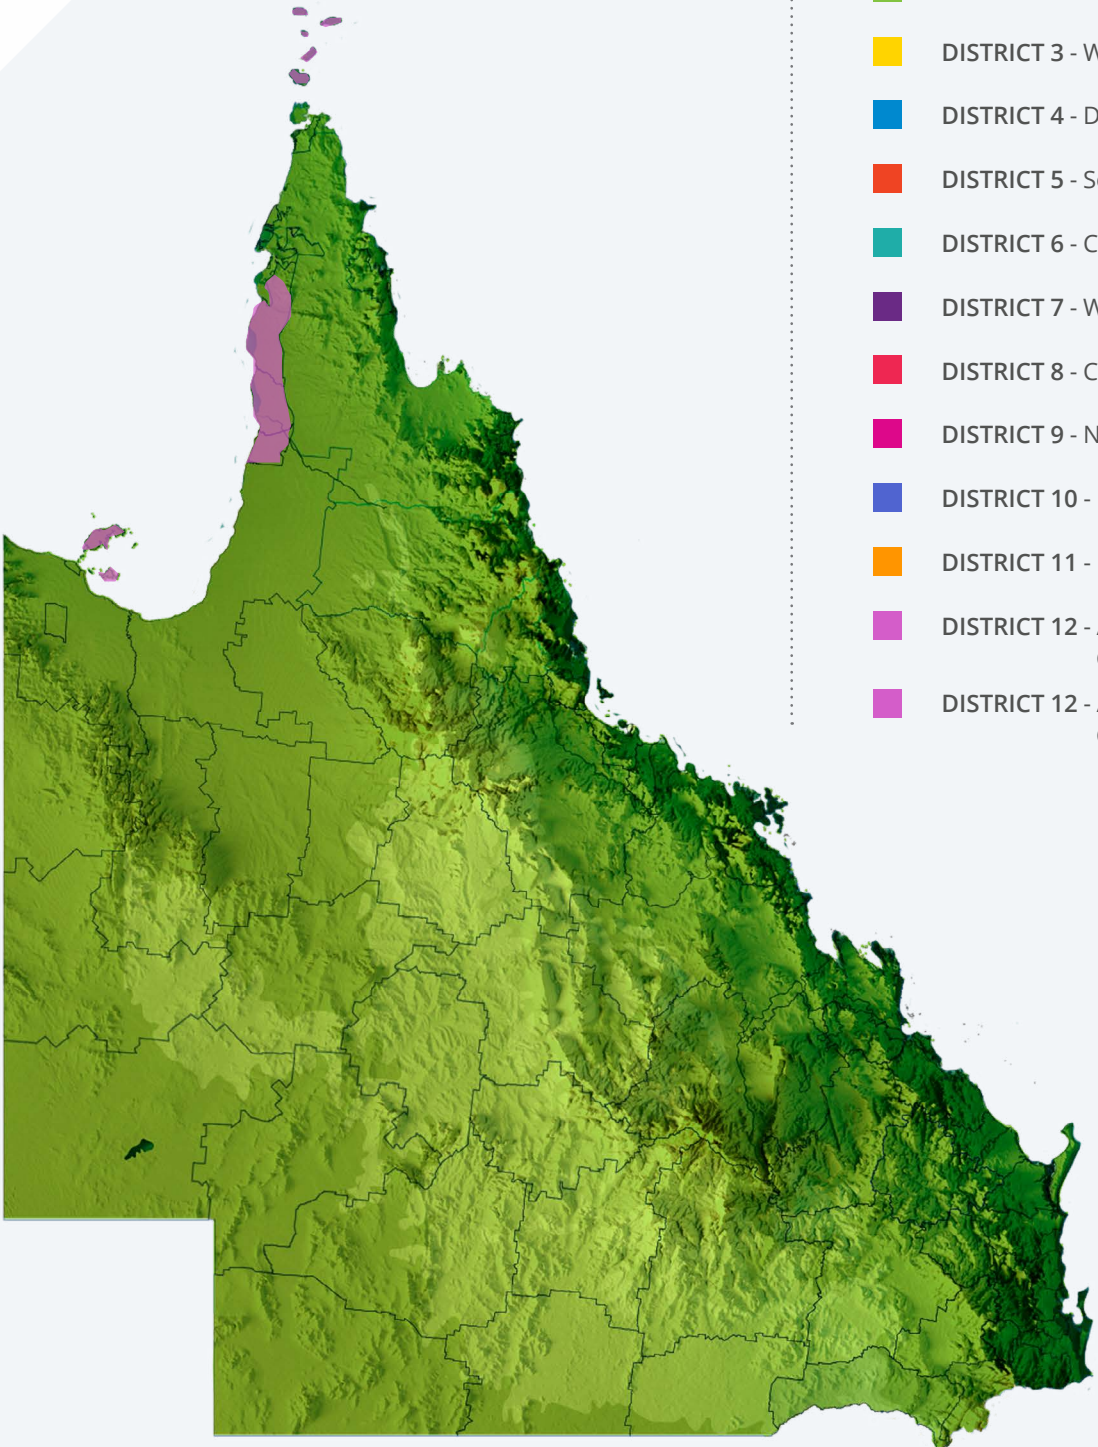 DISTRICT 3 - W
DISTRICT 4 - D
DISTRICT 5 - S
DISTRICT 6 - C
DISTRICT 7 - W
DISTRICT 8 - C
DISTRICT 9 - N
DISTRICT 10 -
DISTRICT 11 -
DISTRICT 12 -
DISTRICT 12 -